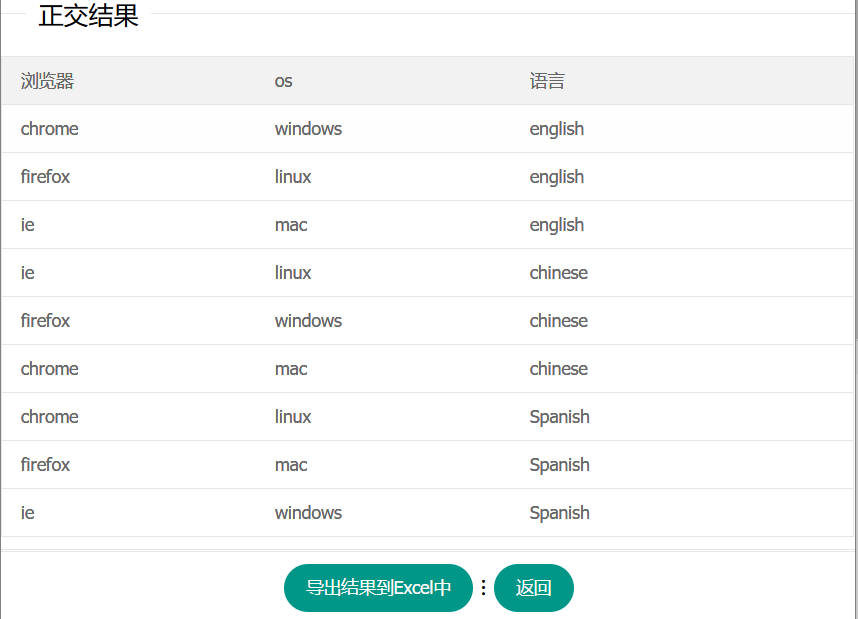 正交结果
浏览器 os 语言
chrome windows english
firefox linux english
ie mac english
ie linux chinese
firefox windows chinese
chrome mac chinese
chrome linux Spanish
firefox mac Spanish
ie windows Spanish
导出结果到Excel中 ⋮ 返回